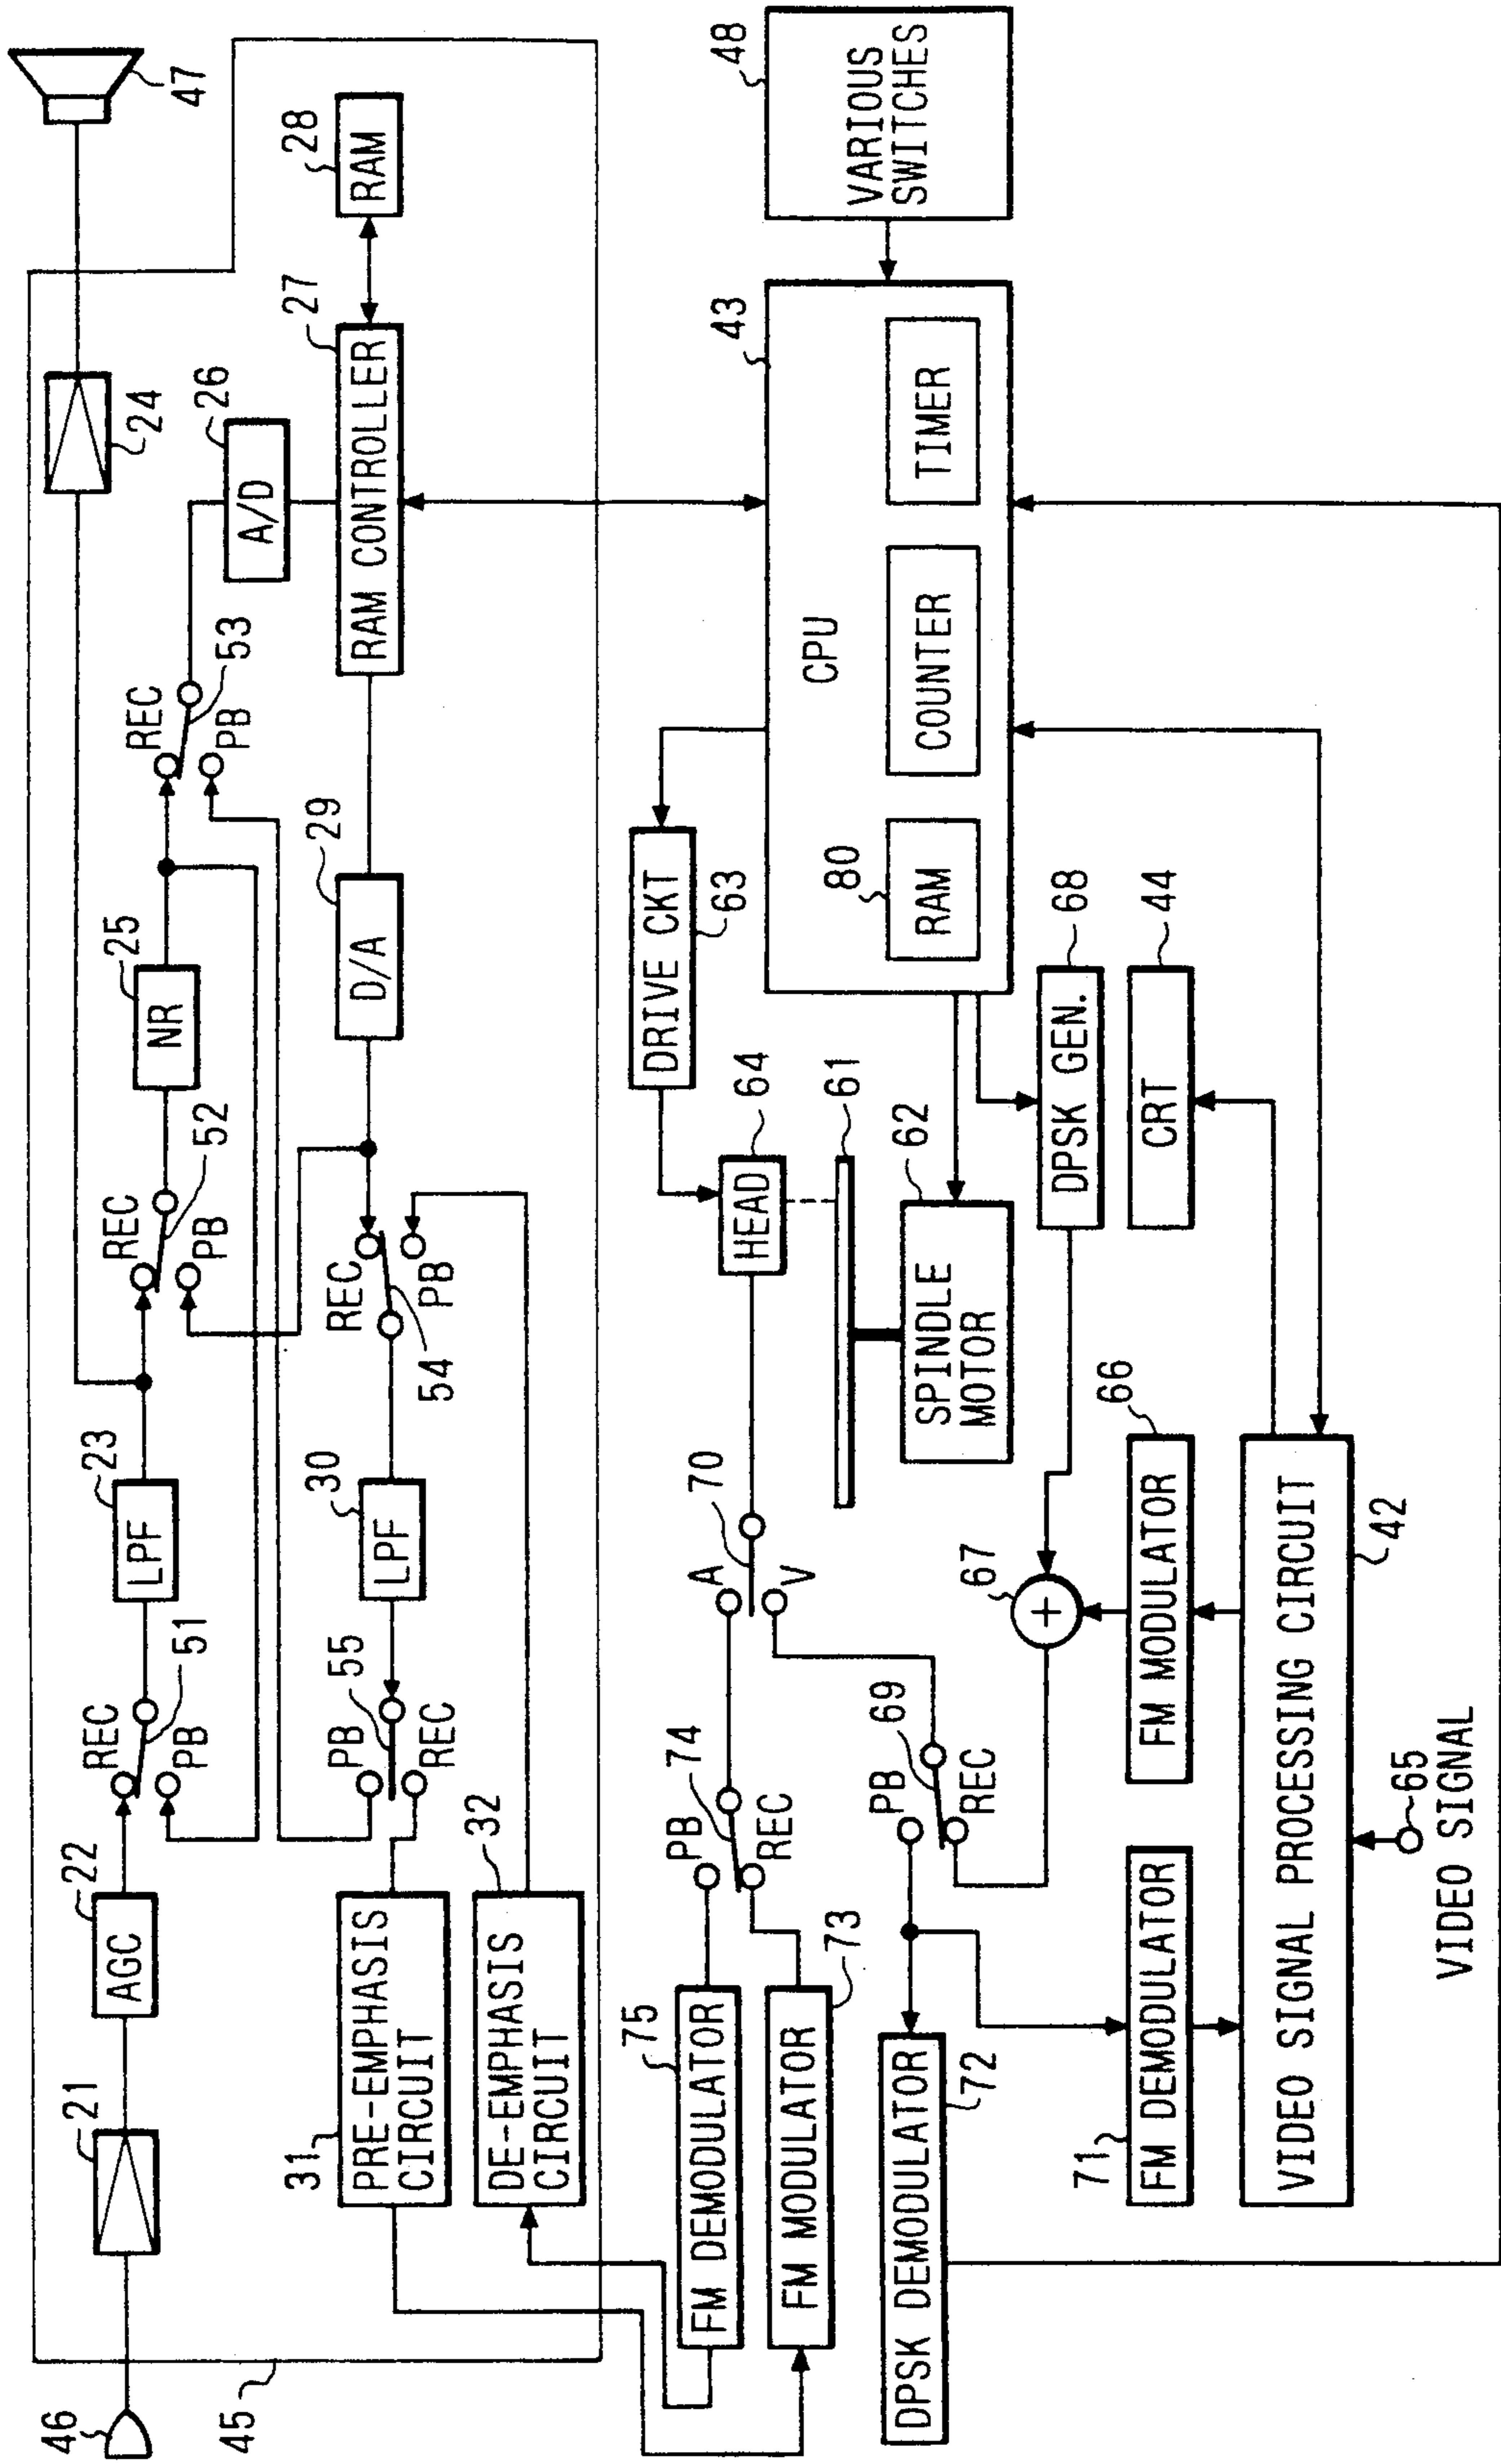 46
21
22
AGC
REC
PB
51
23
LPF
REC
PB
52
25
NR
REC
PB
53
26
A/D
24
47
45
31
PRE-EMPHASIS
CIRCUIT
32
DE-EMPHASIS
CIRCUIT
PB
REC
55
30
LPF
REC
PB
54
29
D/A
27
RAM CONTROLLER
28
RAM
75
FM DEMODULATOR
73
FM MODULATOR
74
PB
REC
70
A
V
64
HEAD
61
62
SPINDLE
MOTOR
63
DRIVE CKT
43
CPU
80
RAM
COUNTER
TIMER
48
VARIOUS
SWITCHES
72
DPSK DEMODULATOR
PB
69
REC
67
+
68
DPSK GEN.
71
FM DEMODULATOR
66
FM MODULATOR
44
CRT
VIDEO SIGNAL PROCESSING CIRCUIT
42
65
VIDEO SIGNAL